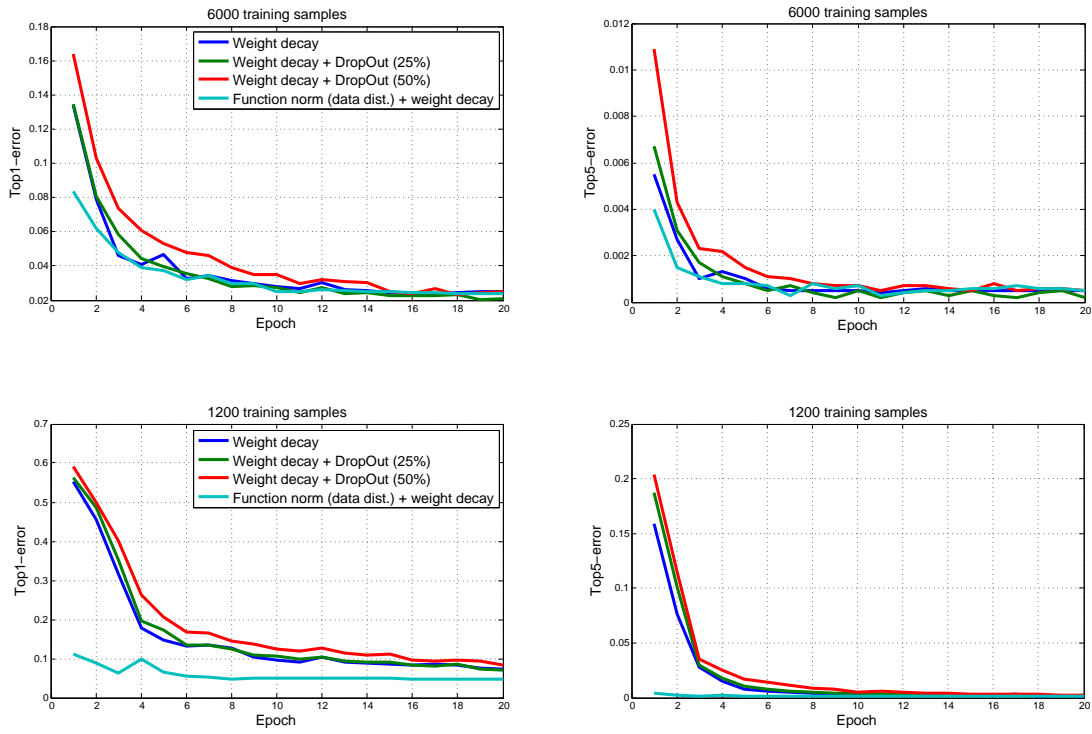 6000 training samples
0.18
0.16
0.14
0.12
0.1
0.08
0.06
0.04
0.02
Top1−error
Weight decay
Weight decay + DropOut (25%)
Weight decay + DropOut (50%)
Function norm (data dist.) + weight decay
0 2 4 6 8 10 12 14 16 18 20
Epoch
6000 training samples
0.012
0.01
0.008
0.006
0.004
0.002
0
Top5−error
0 2 4 6 8 10 12 14 16 18 20
Epoch
1200 training samples
0.7
0.6
0.5
0.4
0.3
0.2
0.1
0
Top1−error
Weight decay
Weight decay + DropOut (25%)
Weight decay + DropOut (50%)
Function norm (data dist.) + weight decay
0 2 4 6 8 10 12 14 16 18 20
Epoch
1200 training samples
0.25
0.2
0.15
0.1
0.05
0
Top5−error
0 2 4 6 8 10 12 14 16 18 20
Epoch